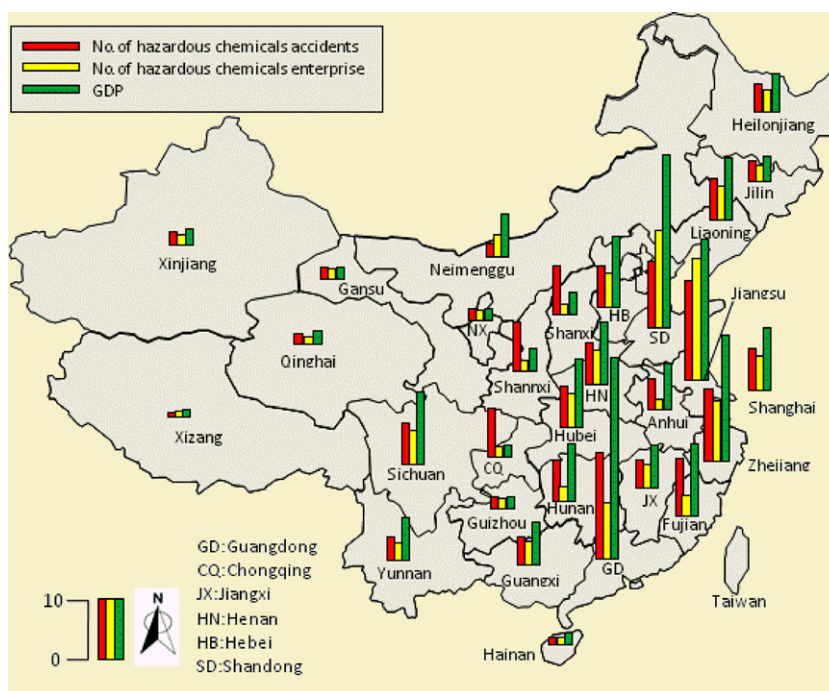 No. of hazardous chemicals accidents
No. of hazardous chemicals enterprise
GDP
Heilonjiang
Jilin
Liaoning
Xinjiang
Neimenggu
Gansu
Jiangsu
HB
NX
Shanxi
SD
Qinghai
Shannxi
HN
Shanghai
Xizang
Hubei
Anhui
Zheijiang
Sichuan
CQ
Hunan
JX
Fujian
Guizhou
Yunnan
Guangxi
GD
Taiwan
Hainan
GD:Guangdong
CQ:Chongqing
JX:Jiangxi
HN:Henan
HB:Hebei
SD:Shandong
10
0
N